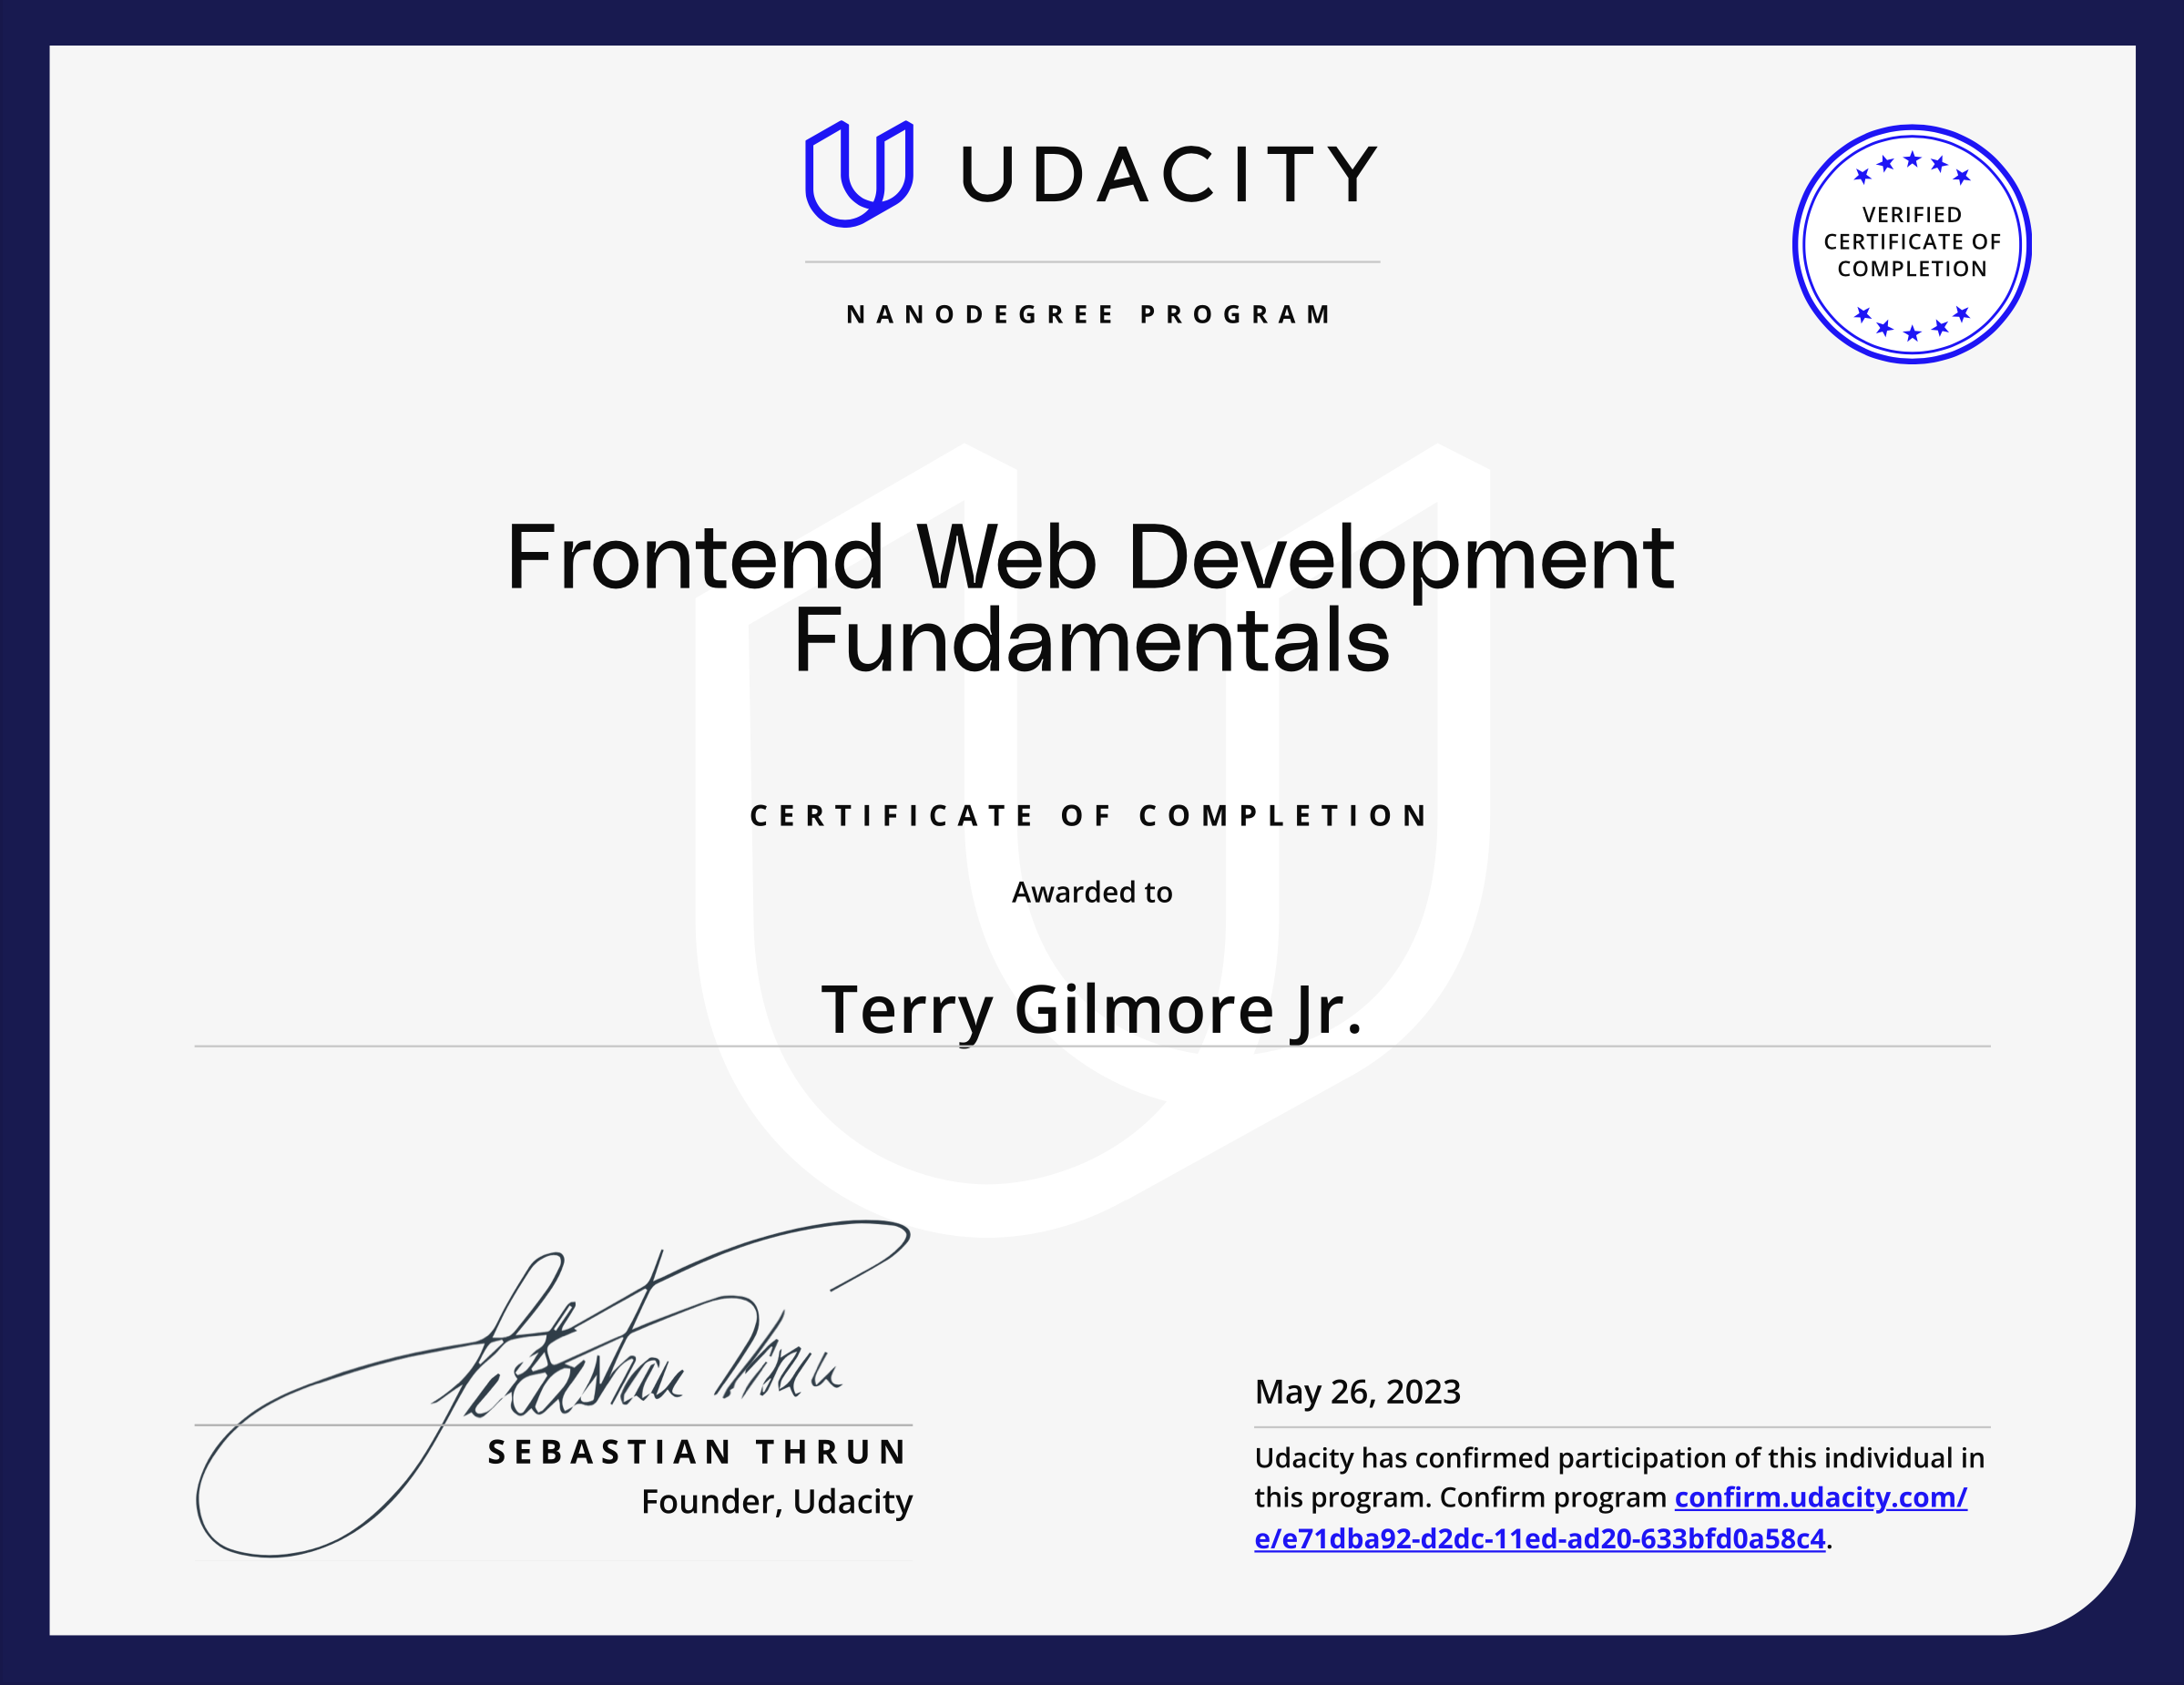 UDACITY
VERIFIED
CERTIFICATE OF
COMPLETION
NANODEGREE PROGRAM
Frontend Web Development
Fundamentals
CERTIFICATE OF COMPLETION
Awarded to
Terry Gilmore Jr.
Sebastian Thrun
SEBASTIAN THRUN
Founder, Udacity
May 26, 2023
Udacity has confirmed participation of this individual in
this program. Confirm program confirm.udacity.com/
e/e71dba92-d2dc-11ed-ad20-633bfd0a58c4.